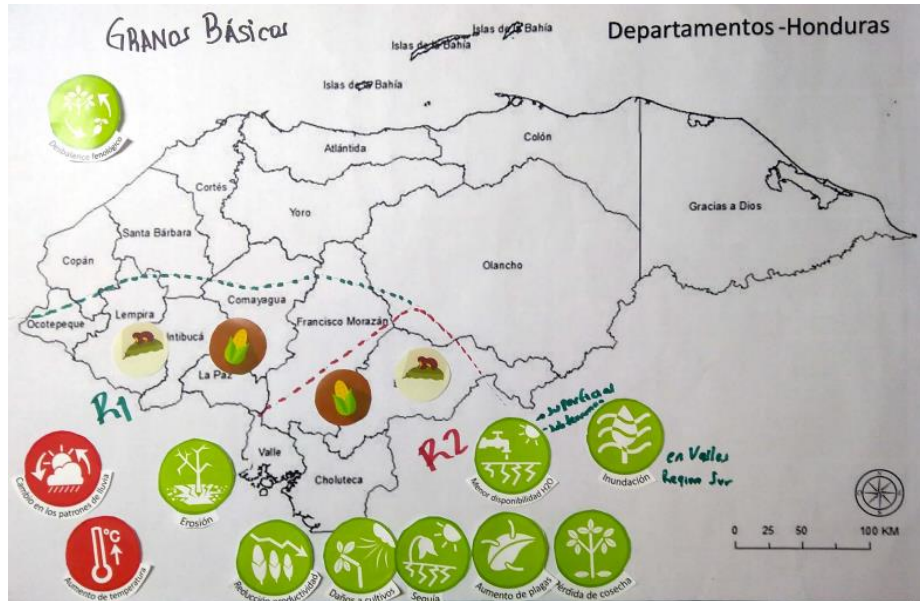 GRANOS BÁSICOS
Departamentos -Honduras
Islas de la Bahía
Islas de la Bahía
Islas de la Bahía
Desbalance fenológico
Atlántida
Colón
Cortés
Yoro
Gracias a Dios
Santa Bárbara
Copán
Olancho
Comayagua
Ocotepeque
Lempira
Francisco Morazán
Intibucá
La Paz
R1
R2
superficial
Valle
Choluteca
Cambio en los patrones de lluvia
Erosión
Menor disponibilidad H2O
Inundación
en Valles
Region Sur
°C
Aumento de temperatura
Reducción productividad
Daños a cultivos
Sequía
Aumento de plagas
Pérdida de cosecha
0 25 50 100 KM